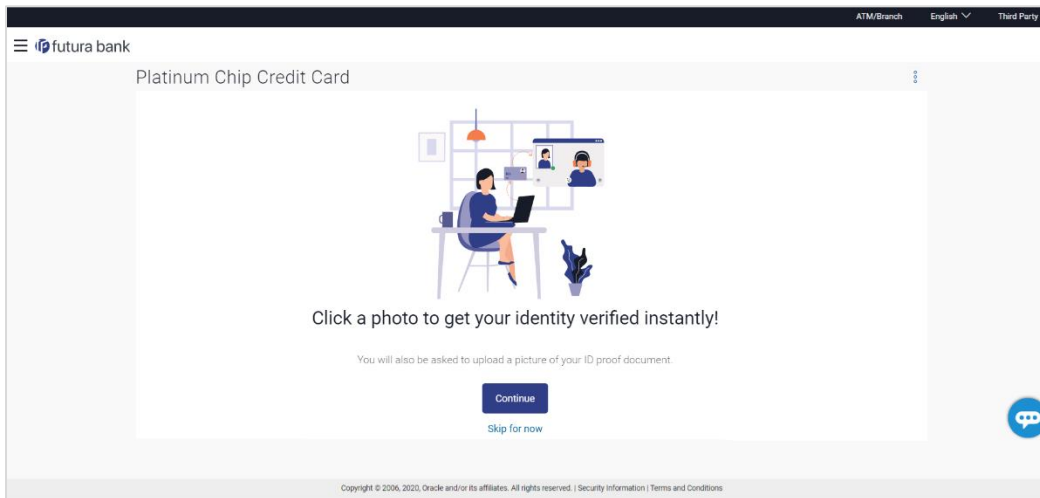 ATM/Branch English Third Party
futura bank
Platinum Chip Credit Card
Click a photo to get your identity verified instantly!
You will also be asked to upload a picture of your ID proof document.
Continue
Skip for now
Copyright © 2006, 2020, Oracle and/or its affiliates. All rights reserved. | Security Information | Terms and Conditions